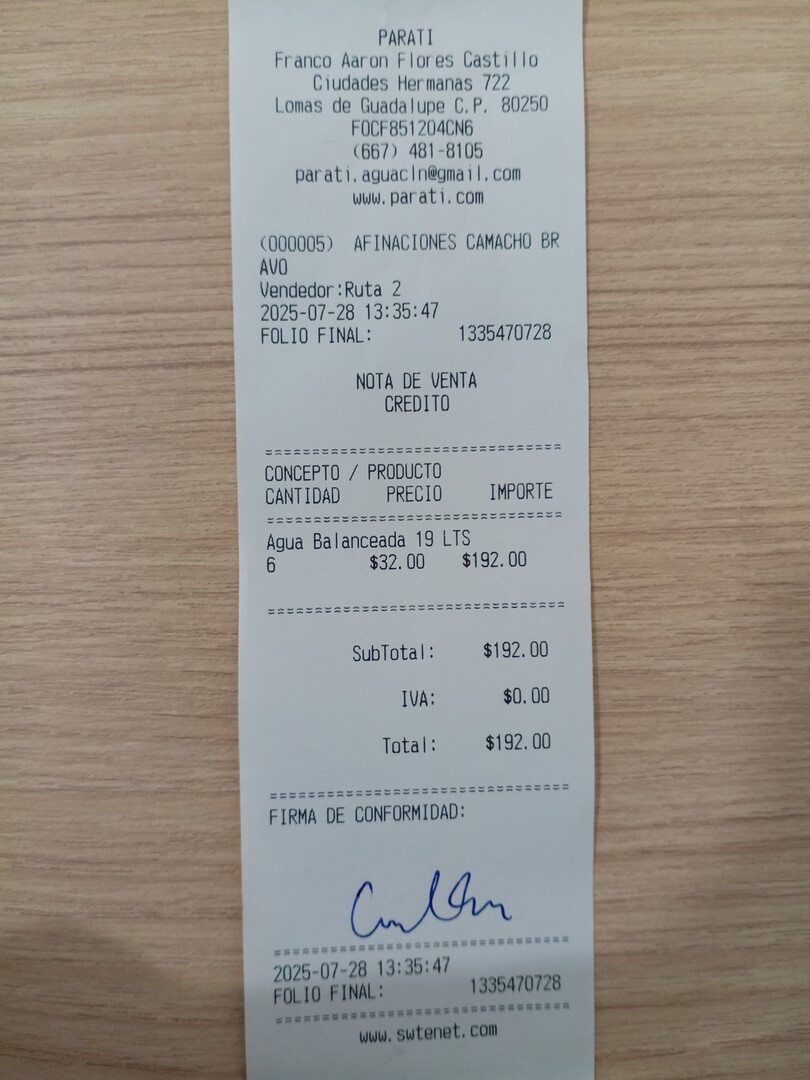 PARATI
Franco Aaron Flores Castillo
Ciudades Hermanas 722
Lomas de Guadalupe C.P. 80250
FOCF851204CN6
(667) 481-8105
parati.aguacln@gmail.com
www.parati.com
(000005) AFINACIONES CAMACHO BR
AVO
Vendedor:Ruta 2
2025-07-28 13:35:47
FOLIO FINAL: 1335470728
NOTA DE VENTA
CREDITO
================================
CONCEPTO / PRODUCTO
CANTIDAD PRECIO IMPORTE
================================
Agua Balanceada 19 LTS
6 $32.00 $192.00
================================
SubTotal: $192.00
IVA: $0.00
Total: $192.00
================================
FIRMA DE CONFORMIDAD:
================================
2025-07-28 13:35:47
FOLIO FINAL: 1335470728
================================
www.swtenet.com